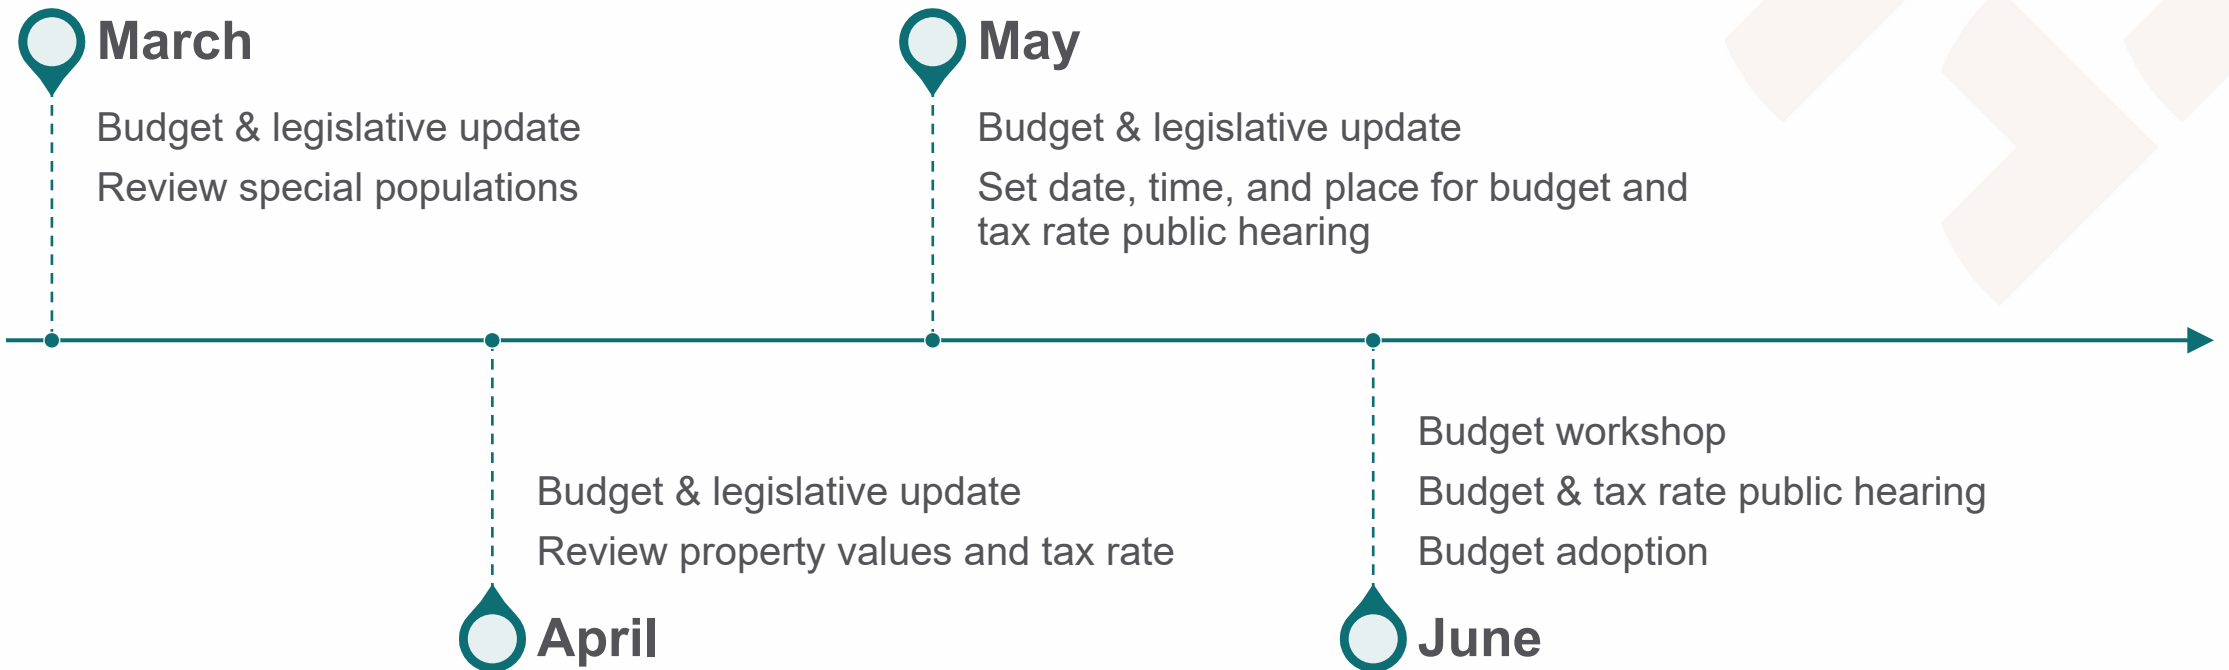 March
Budget & legislative update
Review special populations
April
Budget & legislative update
Review property values and tax rate
May
Budget & legislative update
Set date, time, and place for budget and
tax rate public hearing
June
Budget workshop
Budget & tax rate public hearing
Budget adoption